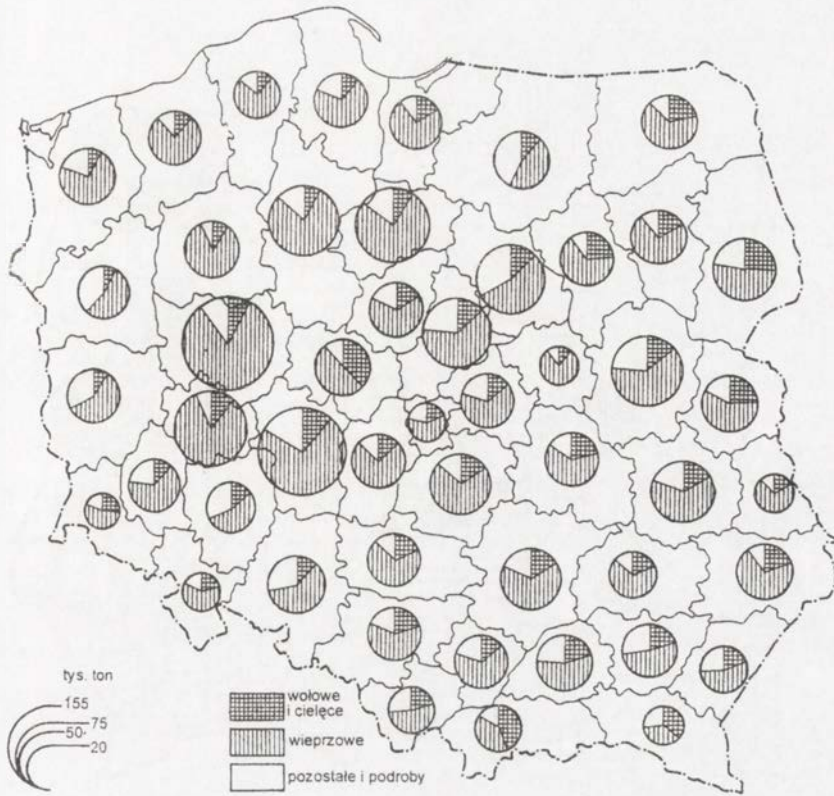 tys. ton
155
75
50-
20
wołowe
i cielęce
wieprzowe
pozostałe i podroby